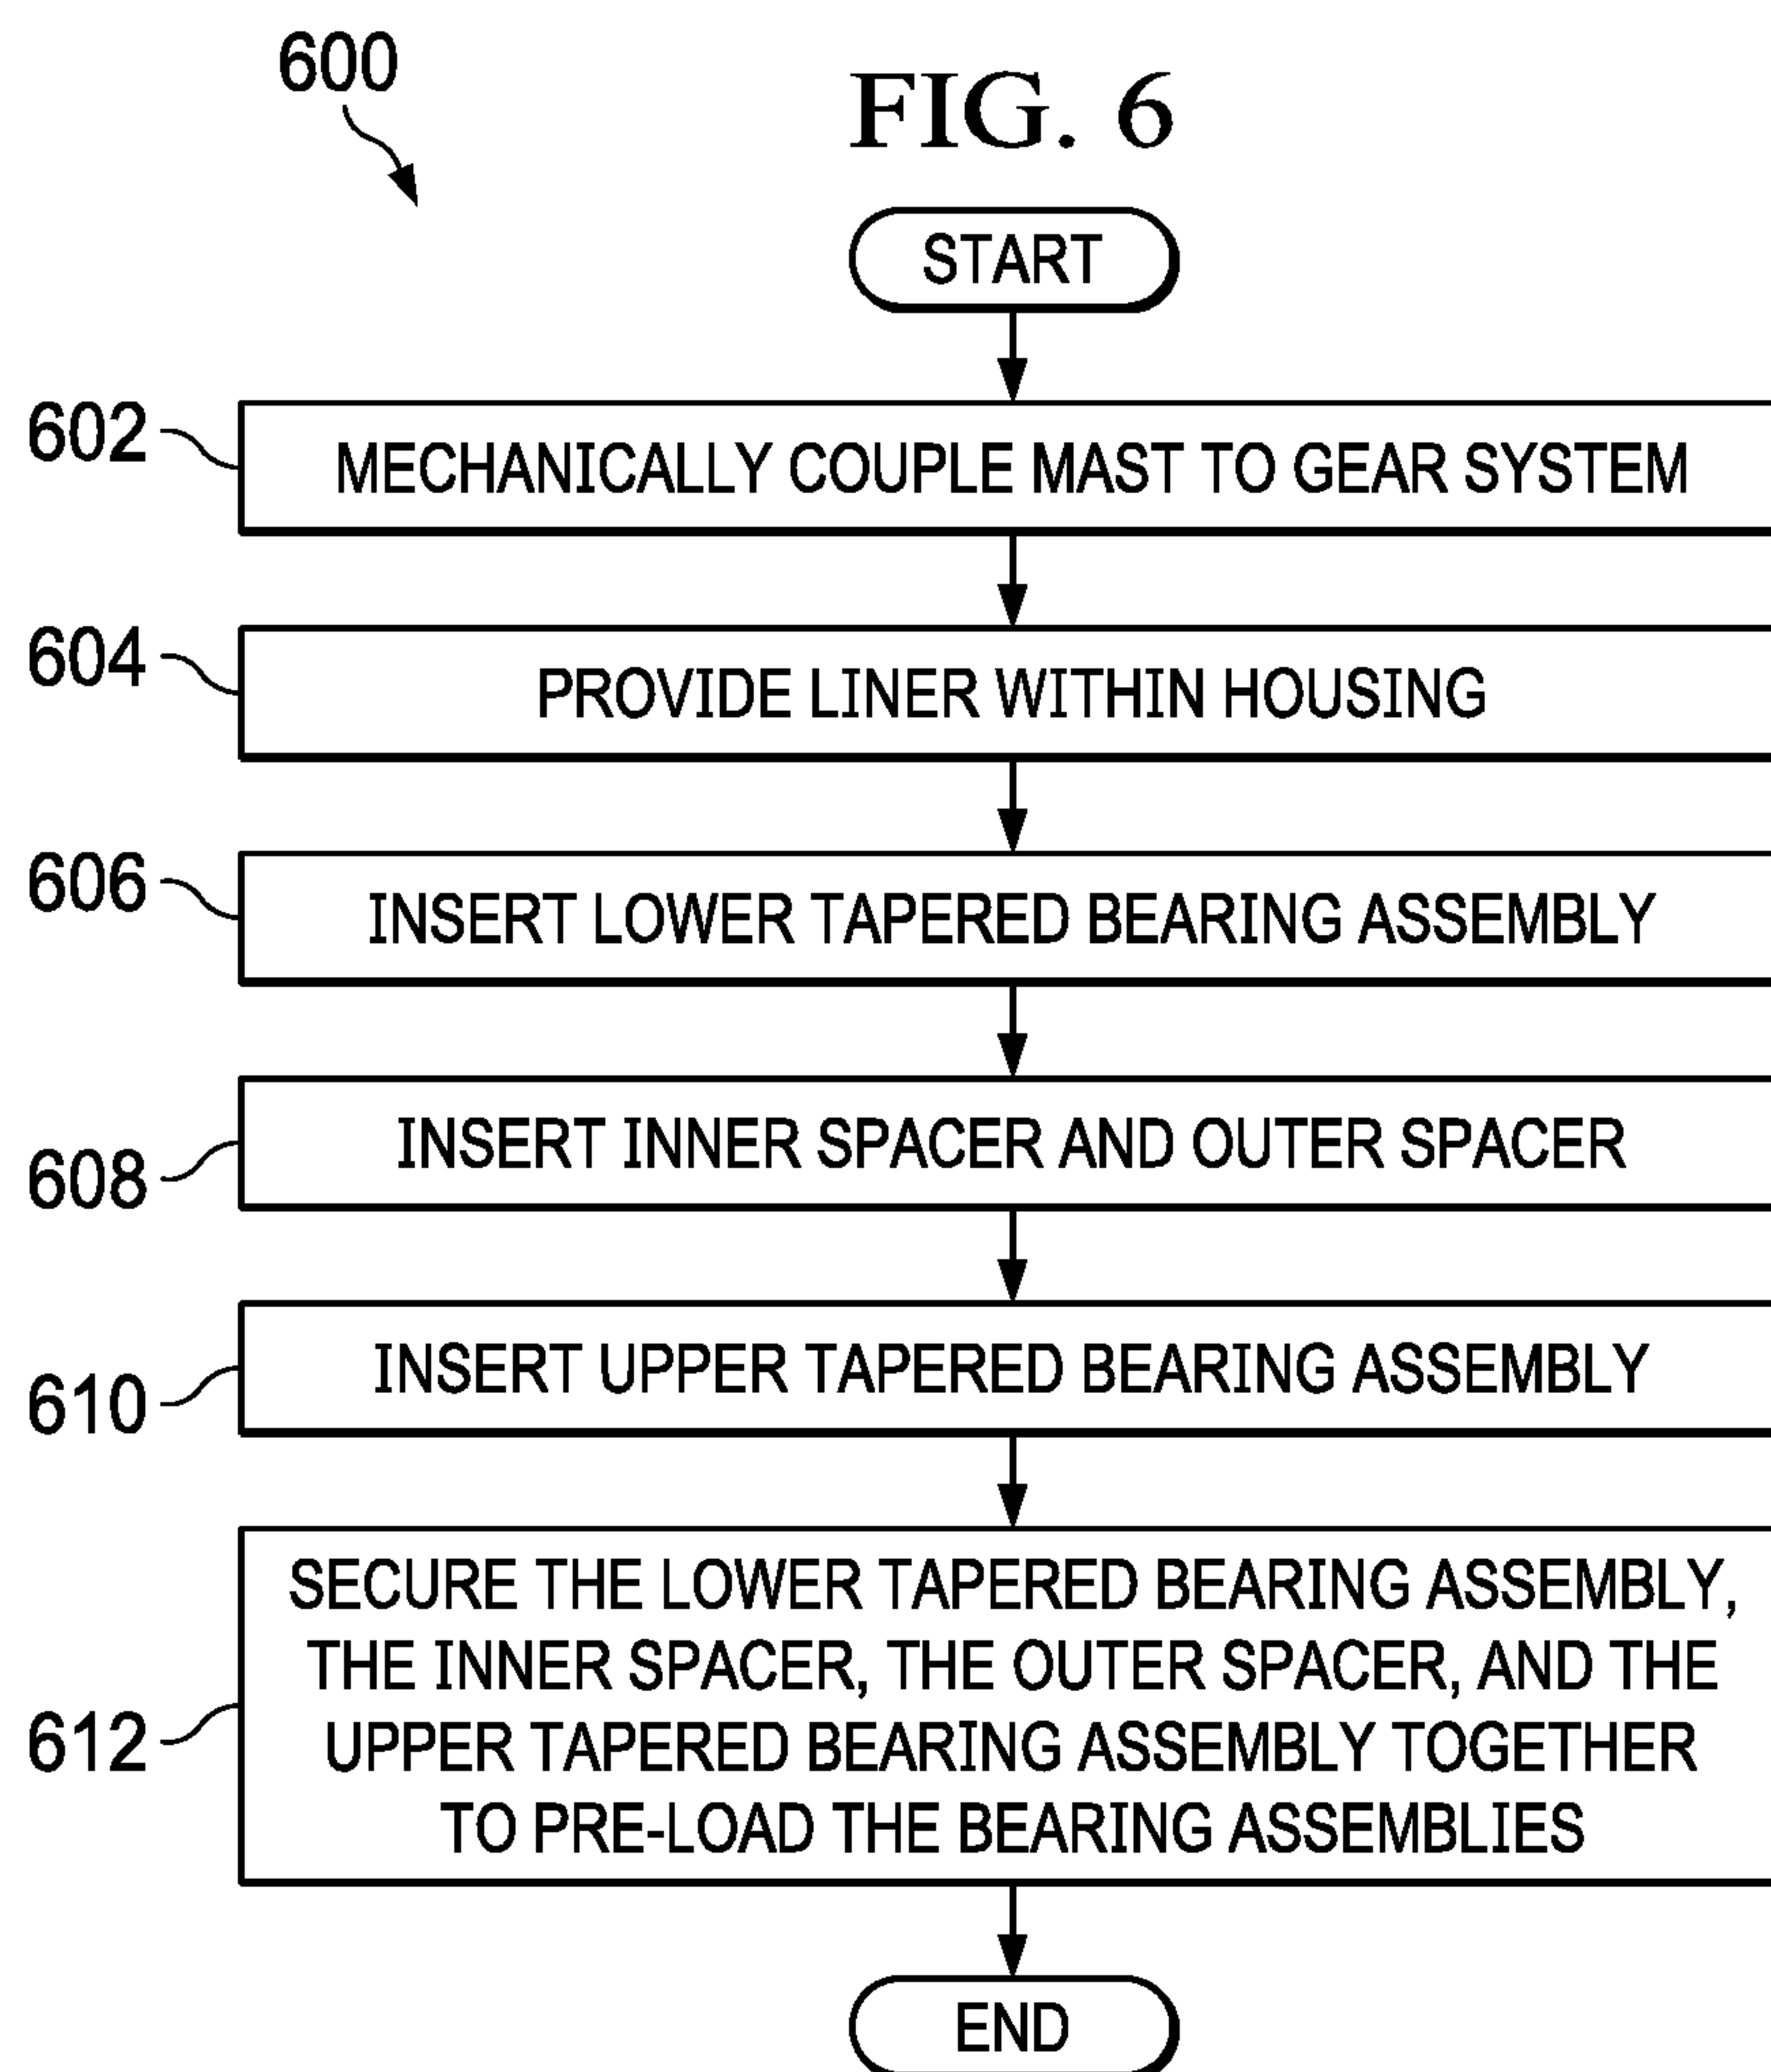 600
FIG. 6
START
602
MECHANICALLY COUPLE MAST TO GEAR SYSTEM
604
PROVIDE LINER WITHIN HOUSING
606
INSERT LOWER TAPERED BEARING ASSEMBLY
608
INSERT INNER SPACER AND OUTER SPACER
610
INSERT UPPER TAPERED BEARING ASSEMBLY
612
SECURE THE LOWER TAPERED BEARING ASSEMBLY,
THE INNER SPACER, THE OUTER SPACER, AND THE
UPPER TAPERED BEARING ASSEMBLY TOGETHER
TO PRE-LOAD THE BEARING ASSEMBLIES
END